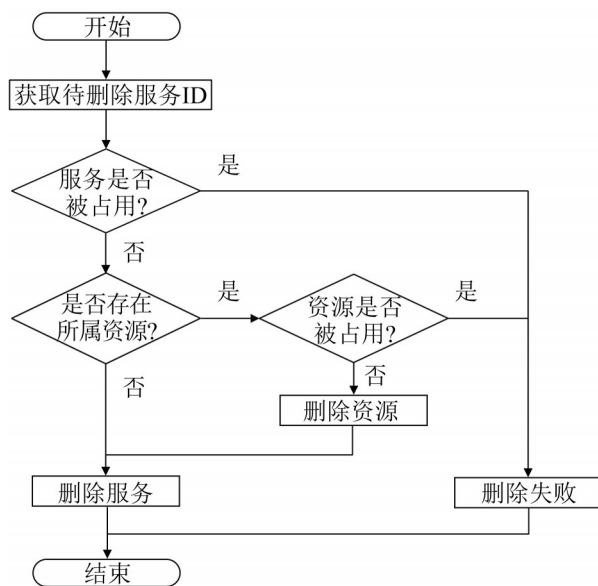 开始
获取待删除服务ID
是
服务是否
被占用?
否
是否存在
所属资源?
是
资源是否
被占用?
是
否
否
删除资源
删除服务
删除失败
结束